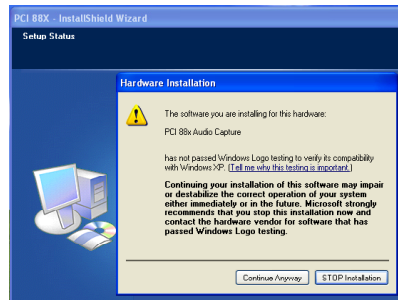 PCI 88X - InstallShield Wizard
Setup Status
Hardware Installation
The software you are installing for this hardware:
PCI 88x Audio Capture
has not passed Windows Logo testing to verify its compatibility
with Windows XP. (Tell me why this testing is important.)
Continuing your installation of this software may impair
or destabilize the correct operation of your system
either immediately or in the future. Microsoft strongly
recommends that you stop this installation now and
contact the hardware vendor for software that has
passed Windows Logo testing.
Continue Anyway STOP Installation